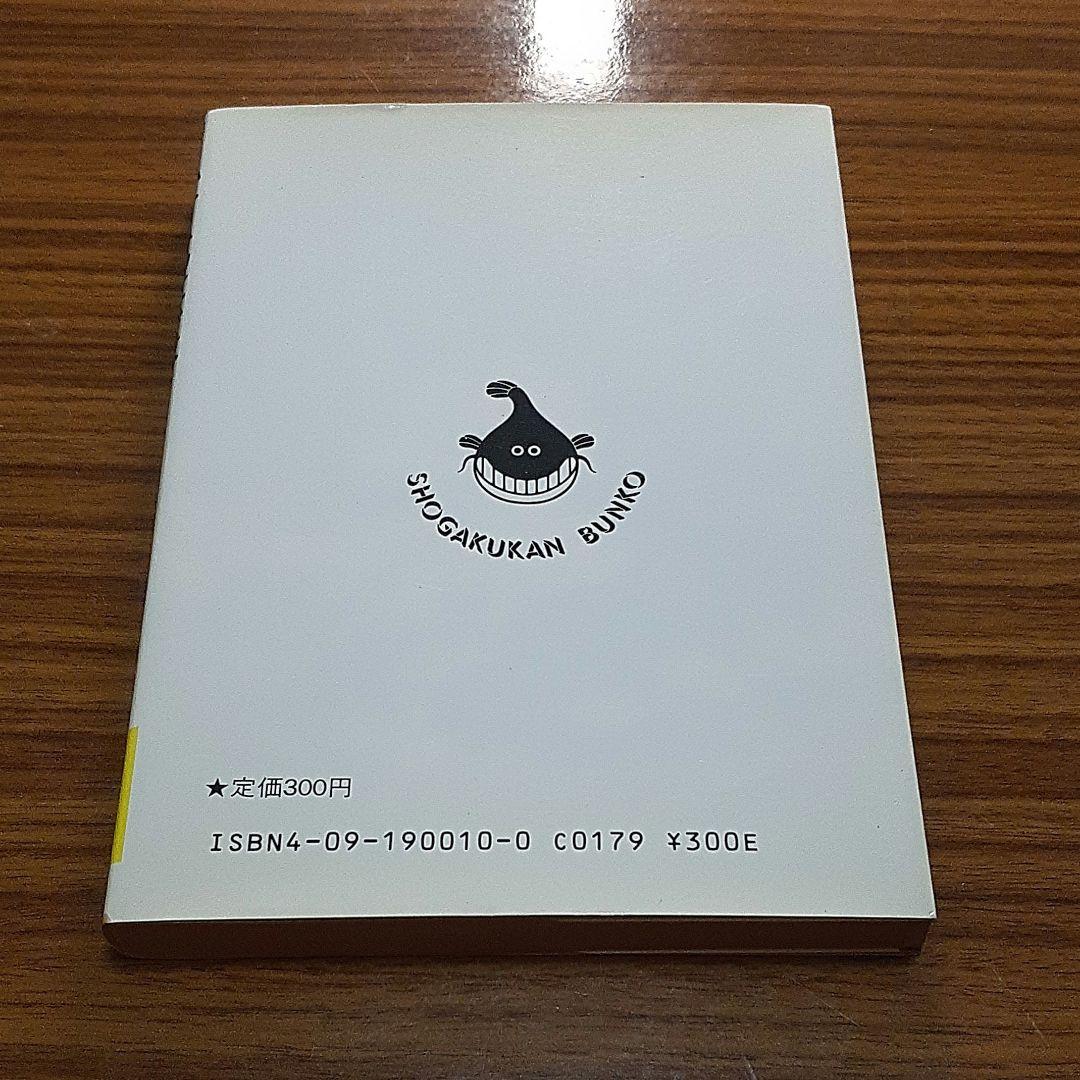 SHOGAKUKAN BUNKO
★定価300円
ISBN4-09-190010-0 C0179 ¥300E